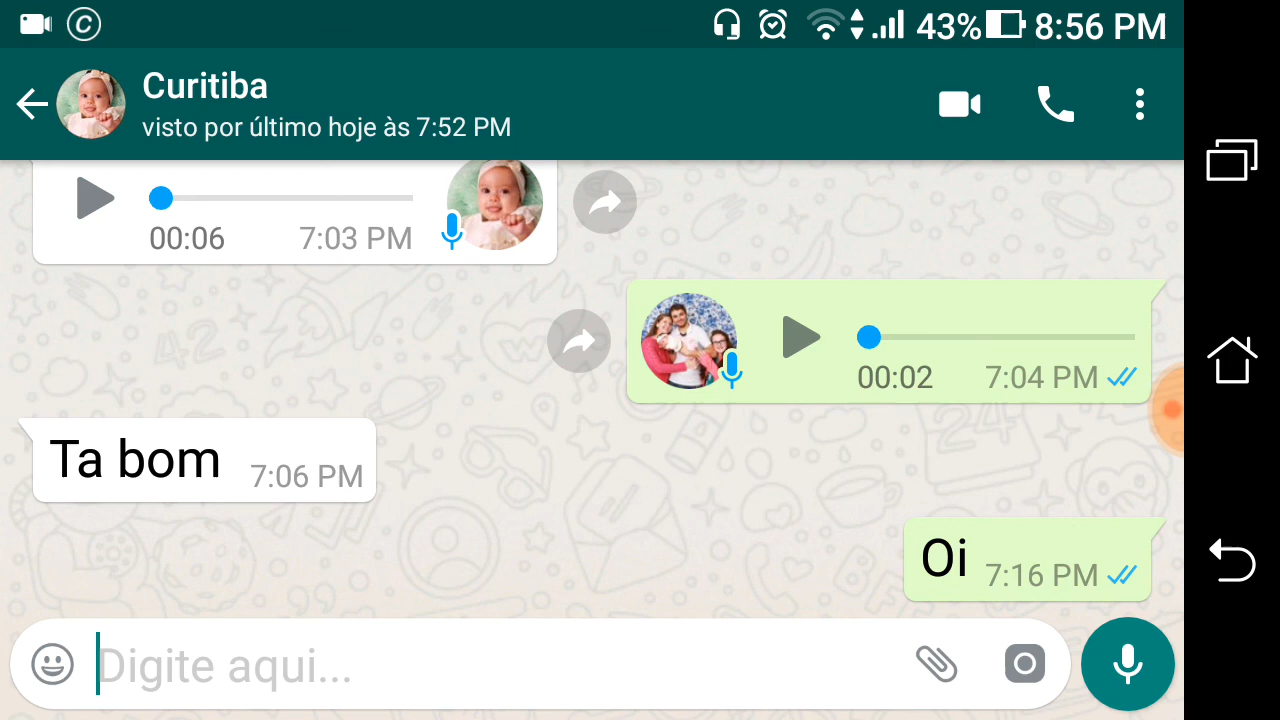 43% 8:56 PM
Curitiba
visto por último hoje às 7:52 PM
00:06 7:03 PM
00:02 7:04 PM
Ta bom 7:06 PM
Oi 7:16 PM
Digite aqui...